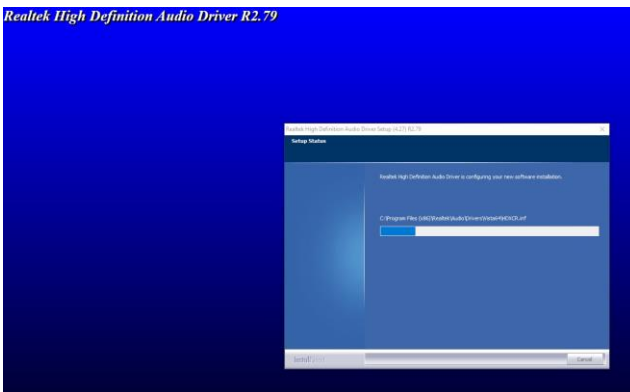 Realtek High Definition Audio Driver R2.79
Realtek High Definition Audio Driver Setup (4.27) R2.79
Setup Status
Realtek High Definition Audio Driver is configuring your new software installation.
C:\Program Files (x86)\Realtek\Audio\Drivers\Vista64\HDXCR.inf
Cancel